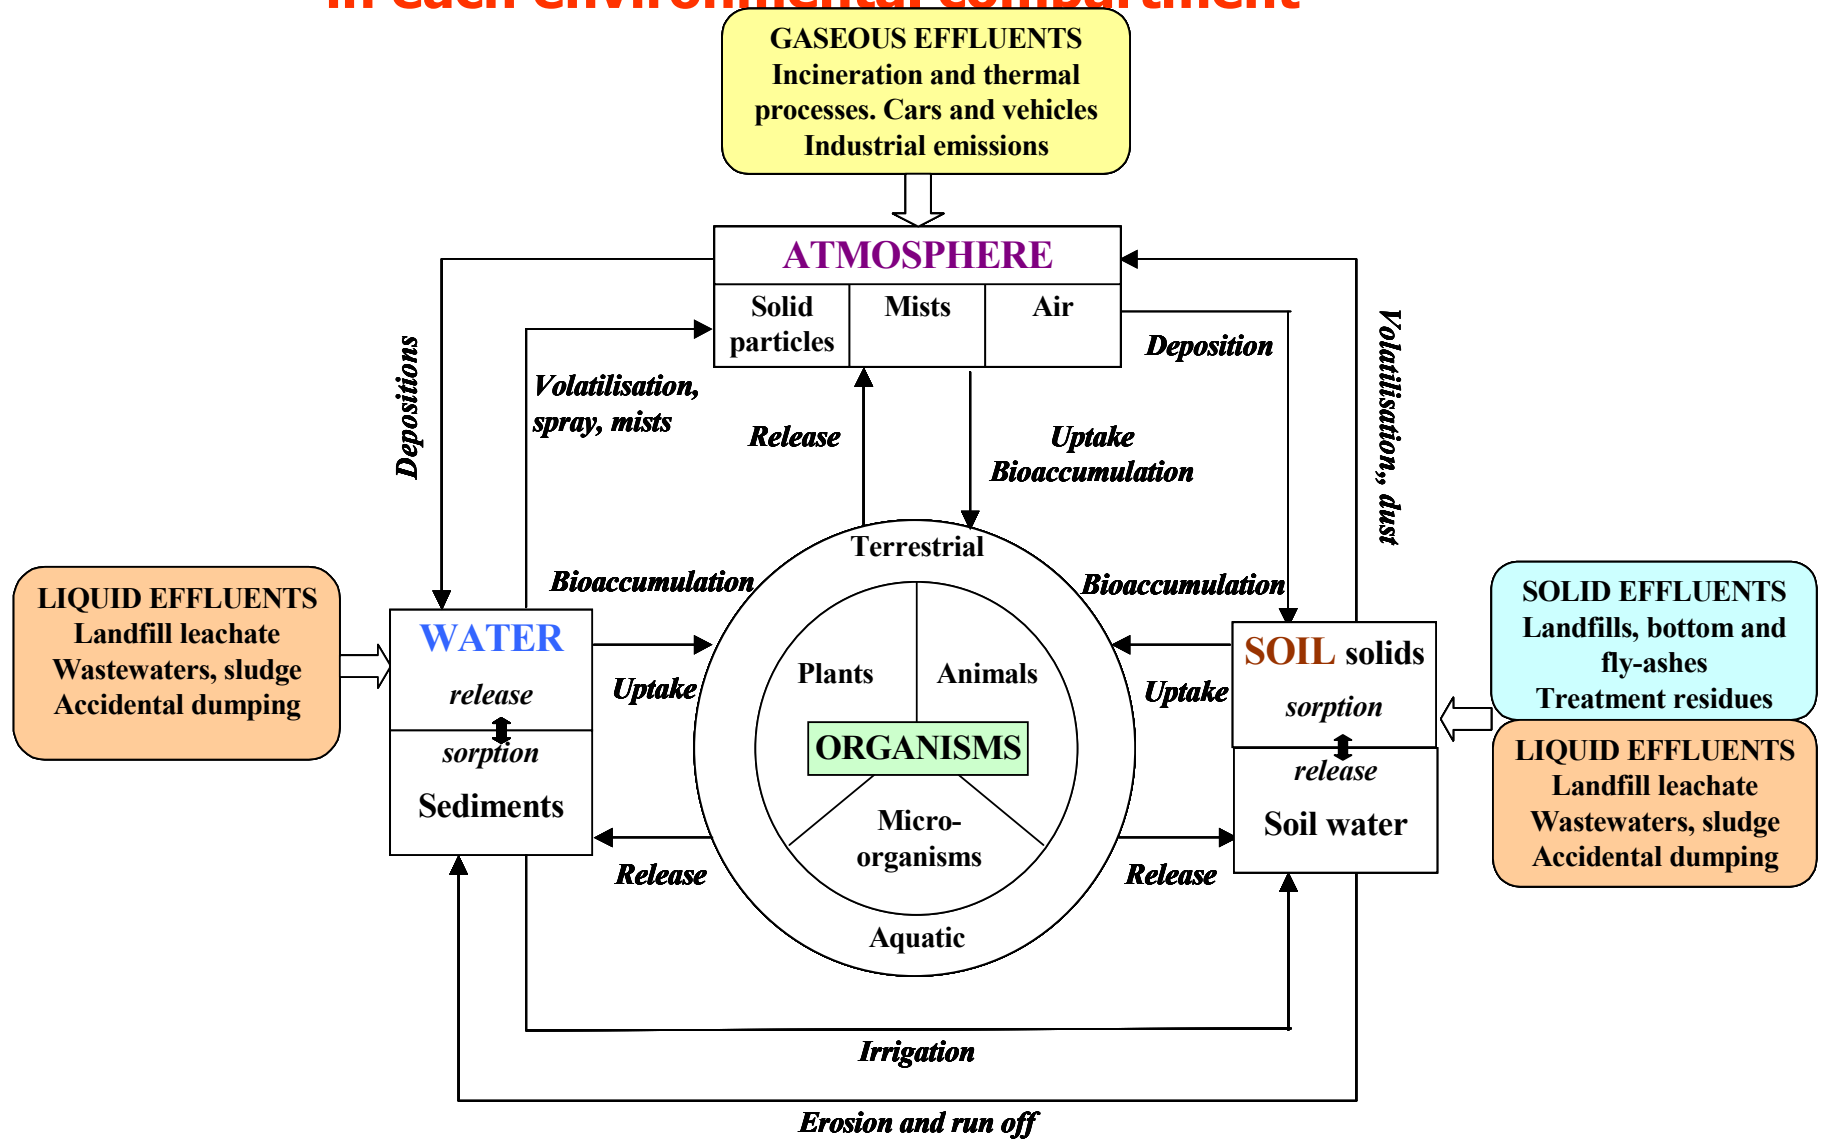 in each environmental compartment
GASEOUS EFFLUENTS
Incineration and thermal
processes. Cars and vehicles
Industrial emissions
ATMOSPHERE
Solid
particles
Mists
Air
Depositions
Volatilisation,
spray, mists
Release
Uptake
Bioaccumulation
Deposition
Volatilisation,, dust
LIQUID EFFLUENTS
Landfill leachate
Wastewaters, sludge
Accidental dumping
WATER
release
sorption
Sediments
Bioaccumulation
Uptake
Release
Terrestrial
Plants
Animals
ORGANISMS
Micro-
organisms
Aquatic
Bioaccumulation
Uptake
Release
SOIL solids
sorption
release
Soil water
SOLID EFFLUENTS
Landfills, bottom and
fly-ashes
Treatment residues
LIQUID EFFLUENTS
Landfill leachate
Wastewaters, sludge
Accidental dumping
Irrigation
Erosion and run off